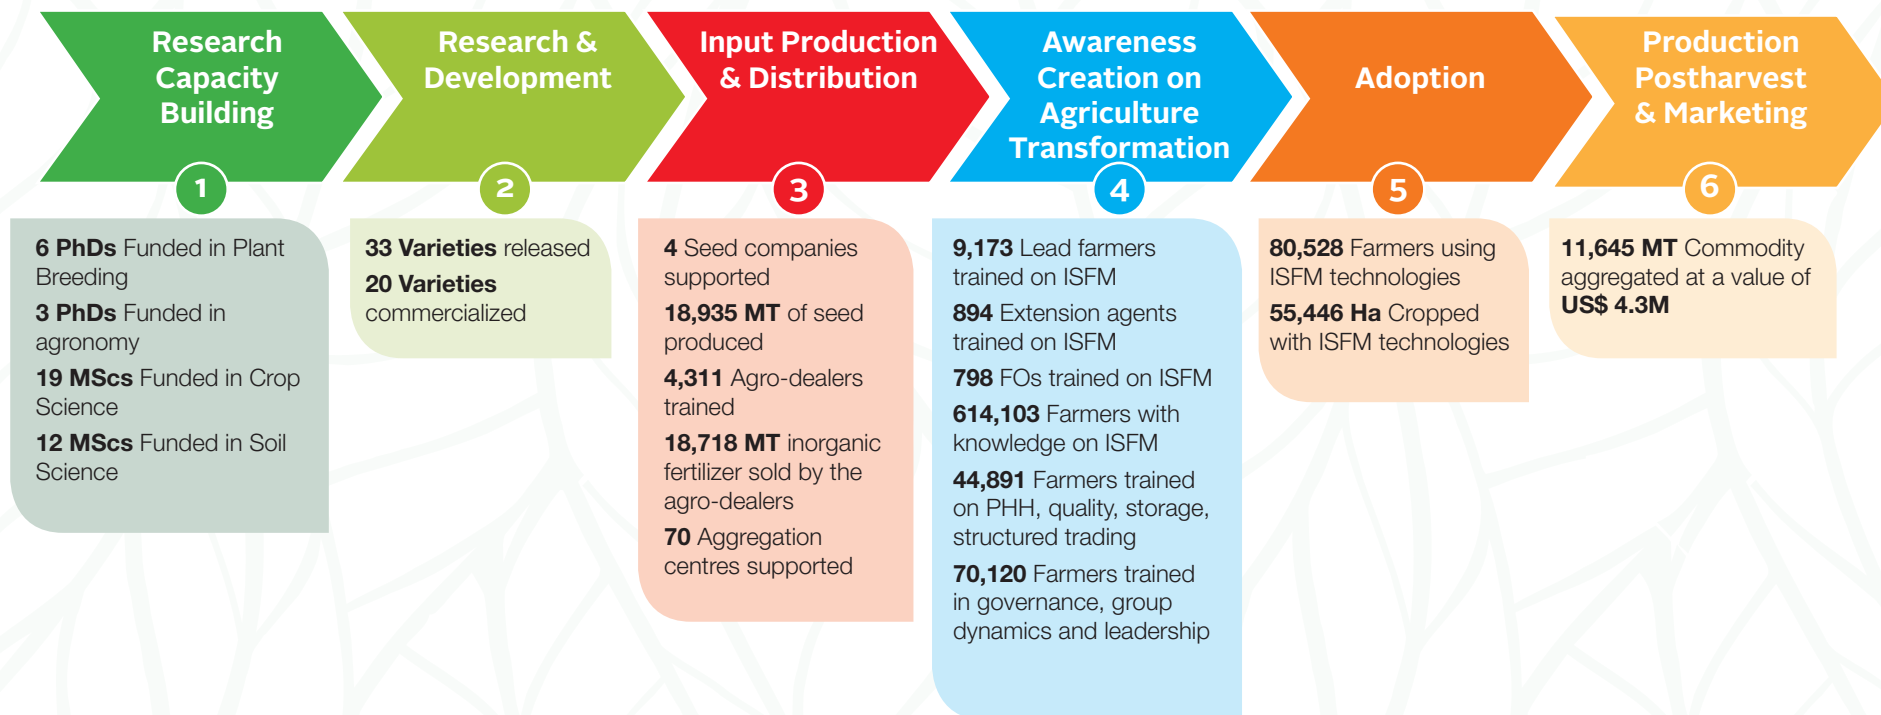 Research
Capacity
Building
1
6 PhDs Funded in Plant
Breeding
3 PhDs Funded in
agronomy
19 MScs Funded in Crop
Science
12 MScs Funded in Soil
Science
Research &
Development
2
33 Varieties released
20 Varieties
commercialized
Input Production
& Distribution
3
4 Seed companies
supported
18,935 MT of seed
produced
4,311 Agro-dealers
trained
18,718 MT inorganic
fertilizer sold by the
agro-dealers
70 Aggregation
centres supported
Awareness
Creation on
Agriculture
Transformation
4
9,173 Lead farmers
trained on ISFM
894 Extension agents
trained on ISFM
798 FOs trained on ISFM
614,103 Farmers with
knowledge on ISFM
44,891 Farmers trained
on PHH, quality, storage,
structured trading
70,120 Farmers trained
in governance, group
dynamics and leadership
Adoption
5
80,528 Farmers using
ISFM technologies
55,446 Ha Cropped
with ISFM technologies
Production
Postharvest
& Marketing
6
11,645 MT Commodity
aggregated at a value of
US$ 4.3M